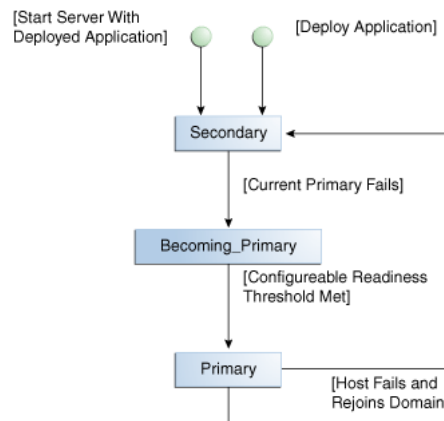 [Start Server With
Deployed Application]
[Deploy Application]
Secondary
[Current Primary Fails]
Becoming_Primary
[Configureable Readiness
Threshold Met]
Primary
[Host Fails and
Rejoins Domain